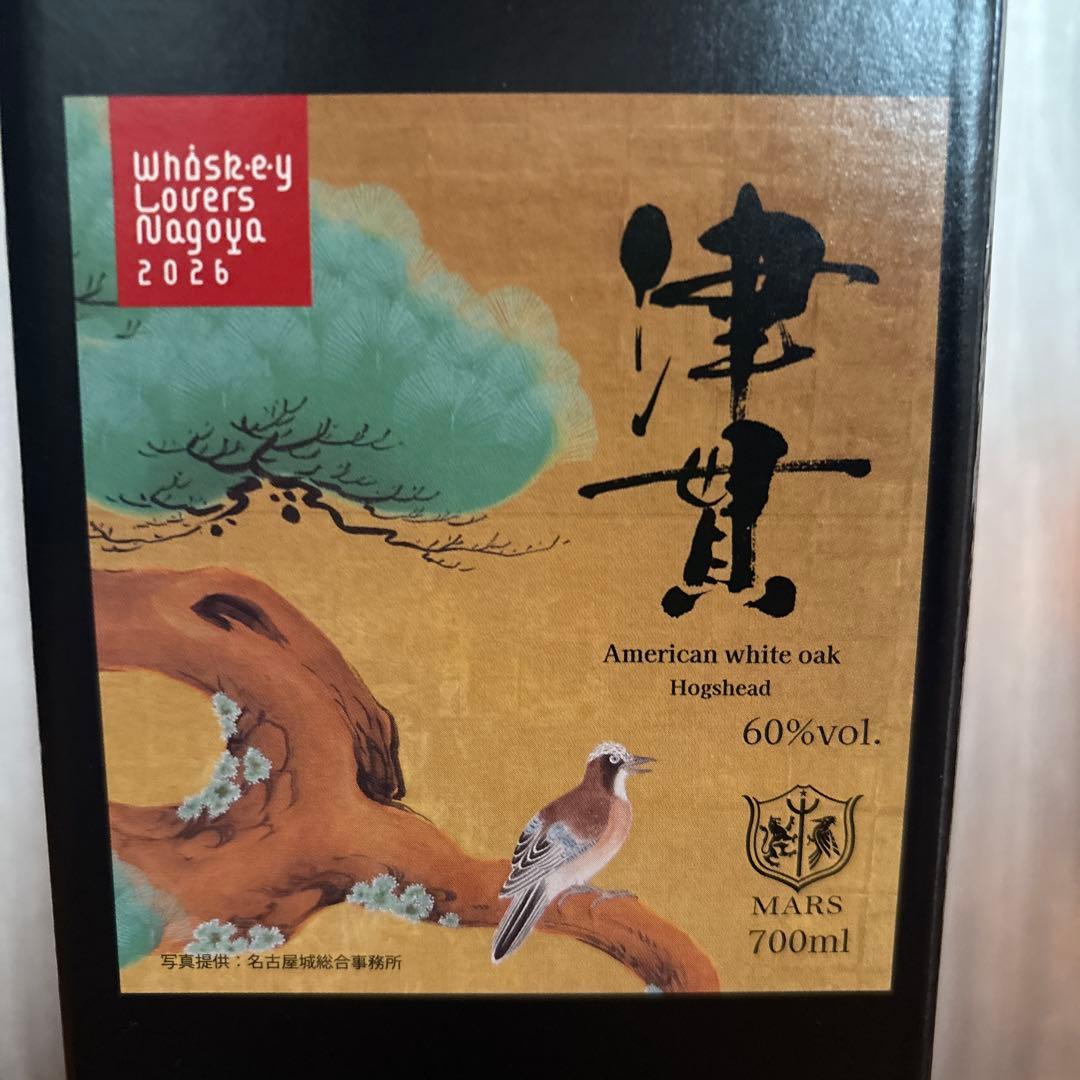 Whiskey
Lovers
Nagoya
2026
津貫
American white oak
Hogshead
60%vol.
MARS
700ml
写真提供：名古屋城総合事務所